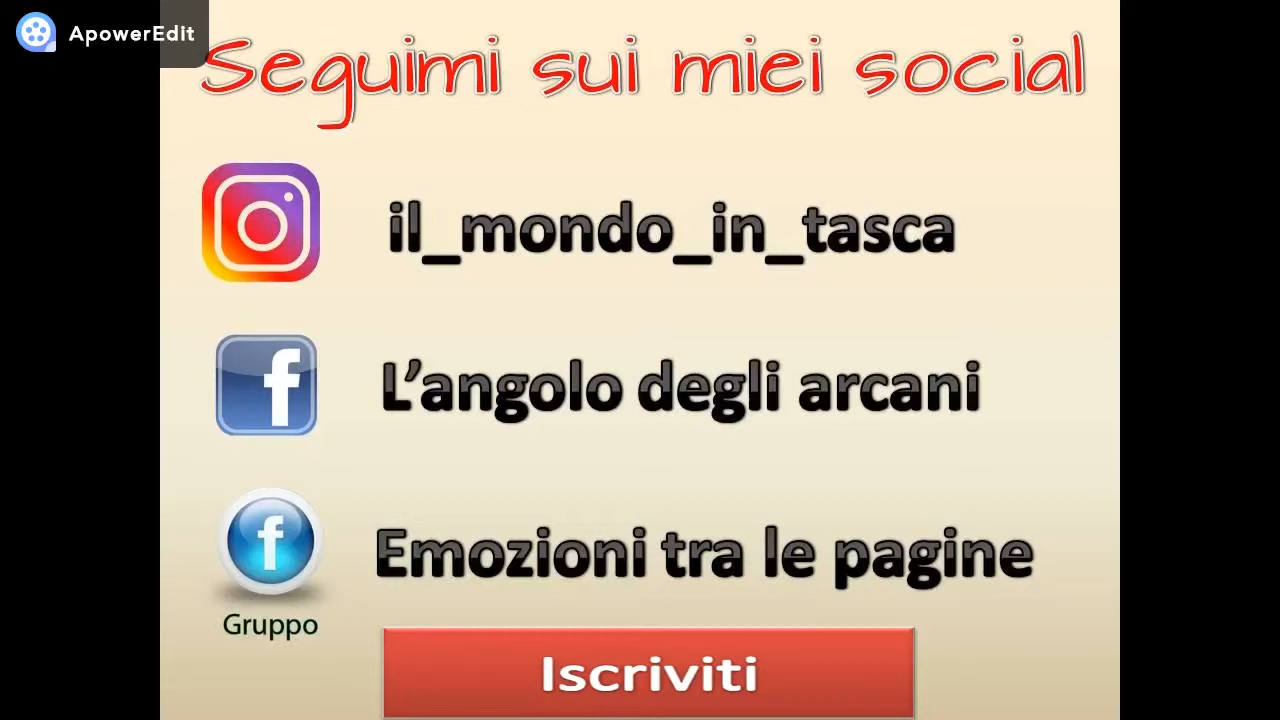 ApowerEdit
Seguimi sui miei social
il_mondo_in_tasca
L’angolo degli arcani
Emozioni tra le pagine
Gruppo
Iscriviti